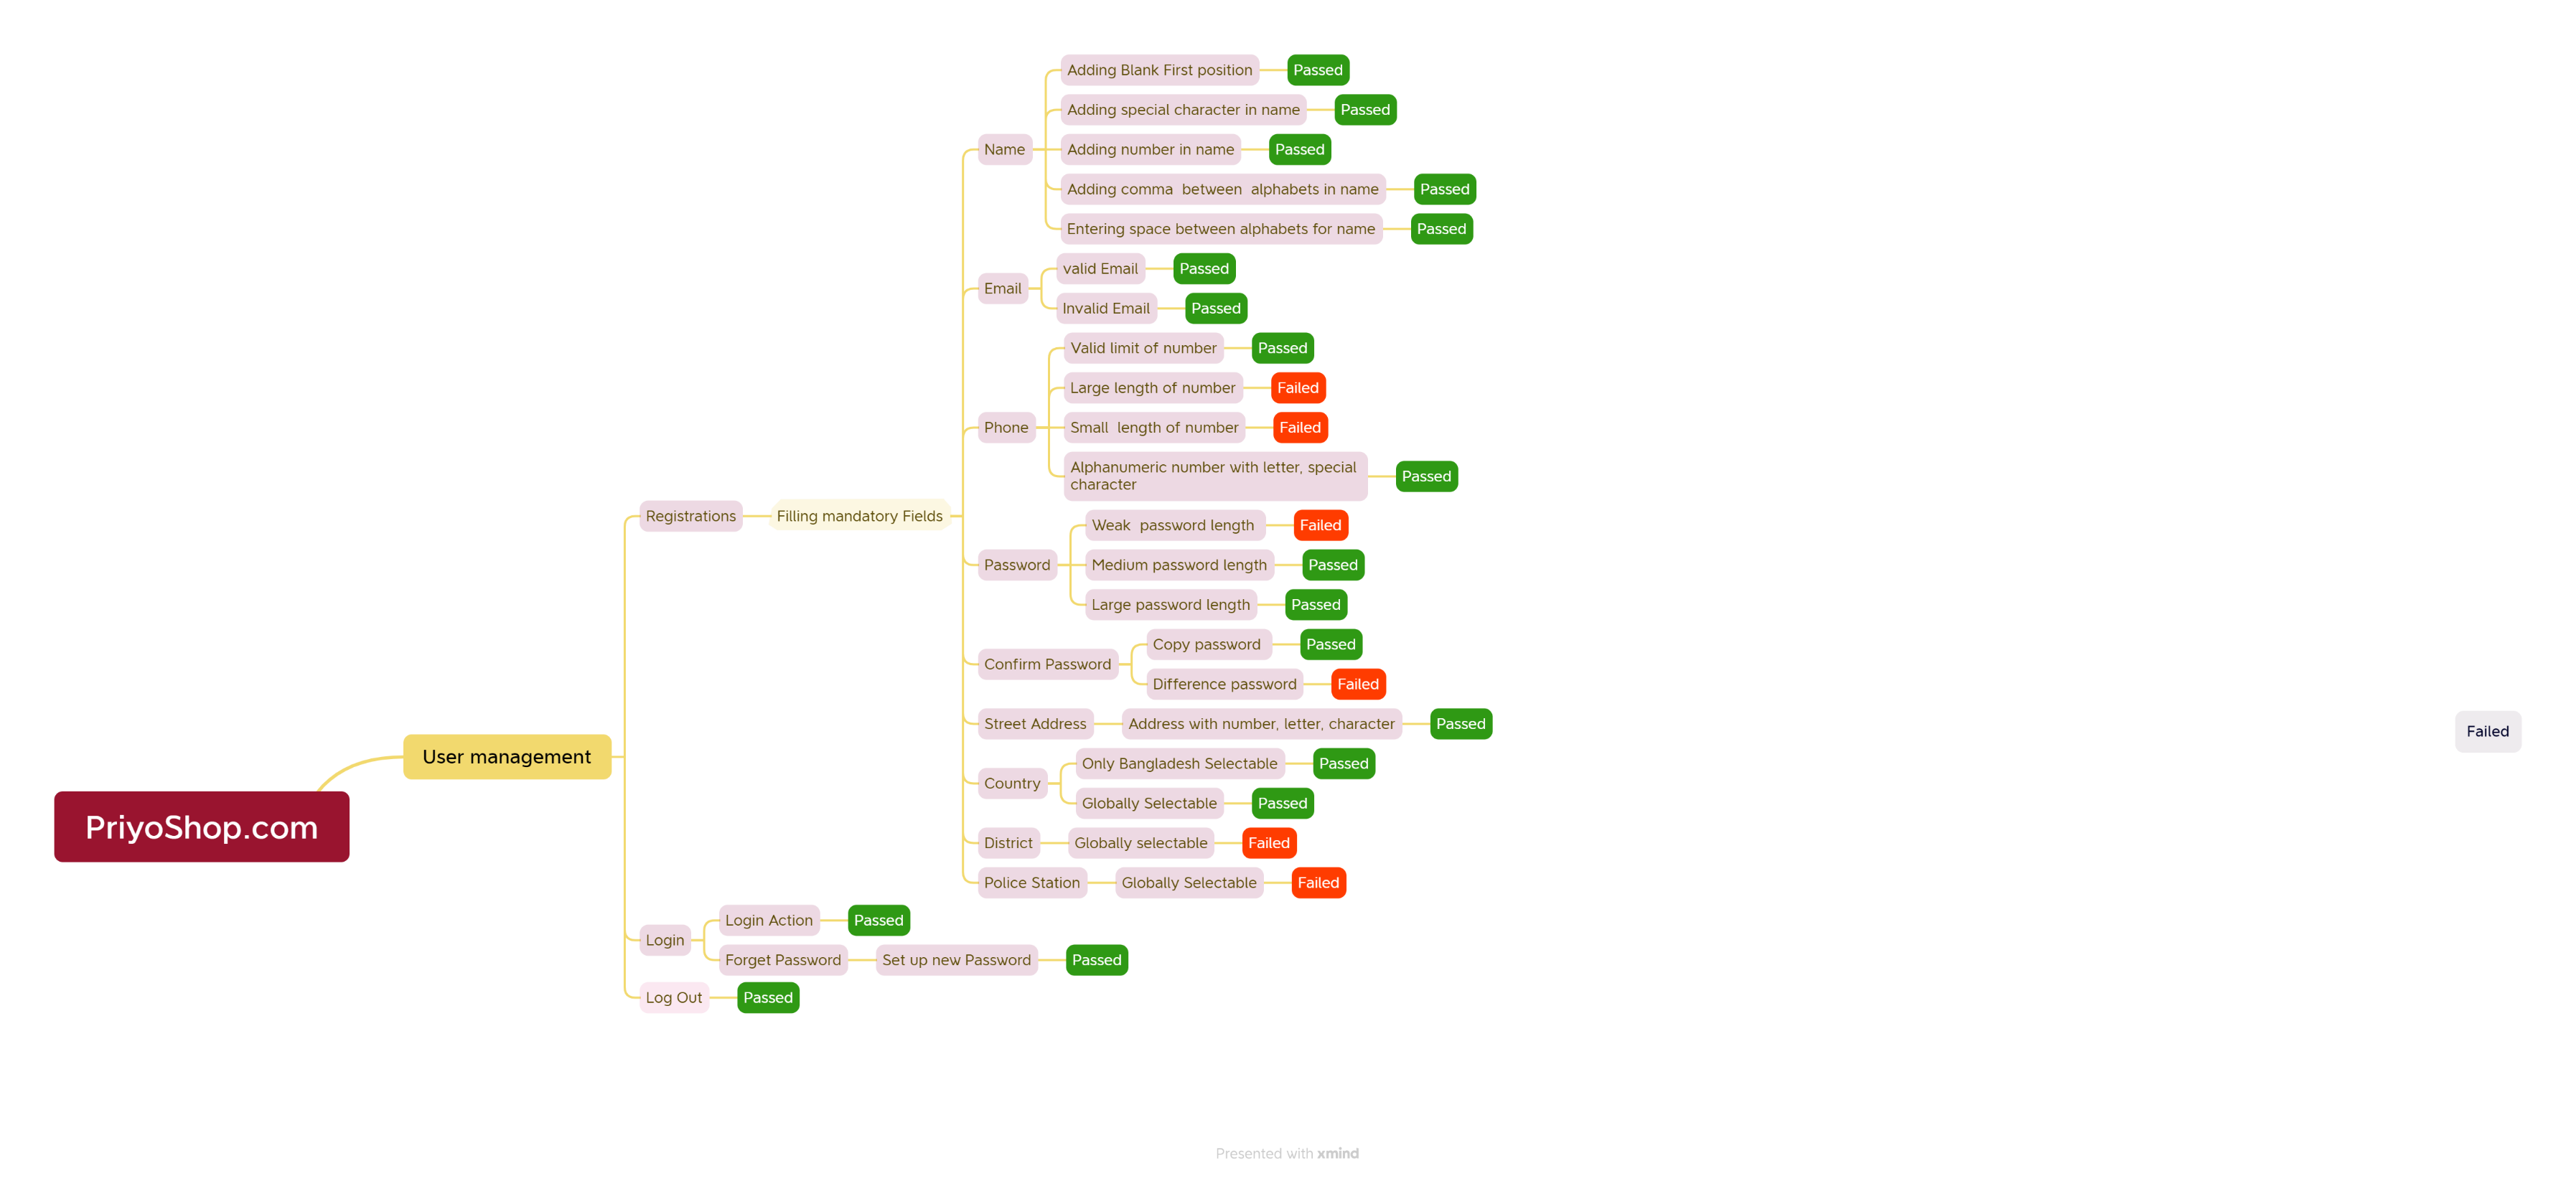 PriyoShop.com
User management
Registrations
Filling mandatory Fields
Name
Adding Blank First position
Passed
Adding special character in name
Passed
Adding number in name
Passed
Adding comma  between  alphabets in name
Passed
Entering space between alphabets for name
Passed
Email
valid Email
Passed
Invalid Email
Passed
Phone
Valid limit of number
Passed
Large length of number
Failed
Small  length of number
Failed
Alphanumeric number with letter, special
character
Passed
Password
Weak  password length
Failed
Medium password length
Passed
Large password length
Passed
Confirm Password
Copy password
Passed
Difference password
Failed
Street Address
Address with number, letter, character
Passed
Country
Only Bangladesh Selectable
Passed
Globally Selectable
Passed
District
Globally selectable
Failed
Police Station
Globally Selectable
Failed
Login
Login Action
Passed
Forget Password
Set up new Password
Passed
Log Out
Passed
Failed
Presented with xmind